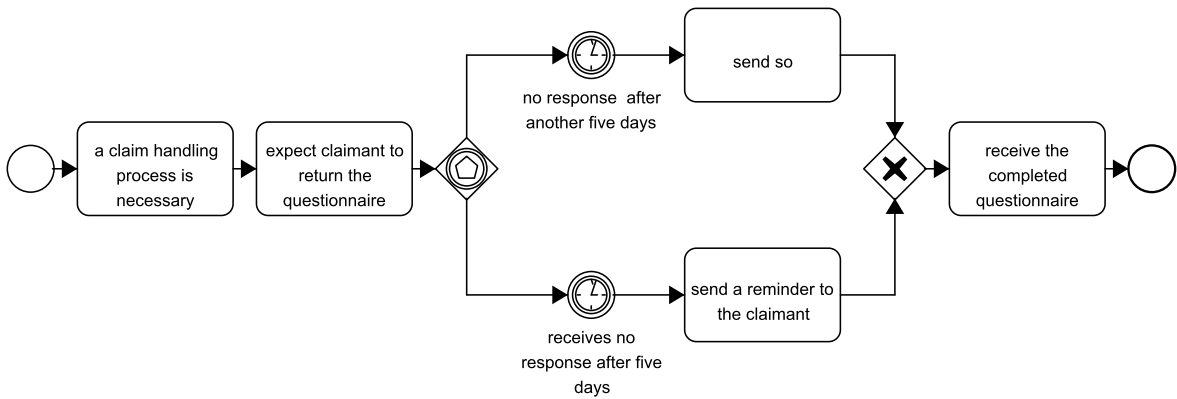 a claim handling
process is
necessary
expect claimant to
return the
questionnaire
no response  after
another five days
send so
receives no
response after five
days
send a reminder to
the claimant
receive the
completed
questionnaire